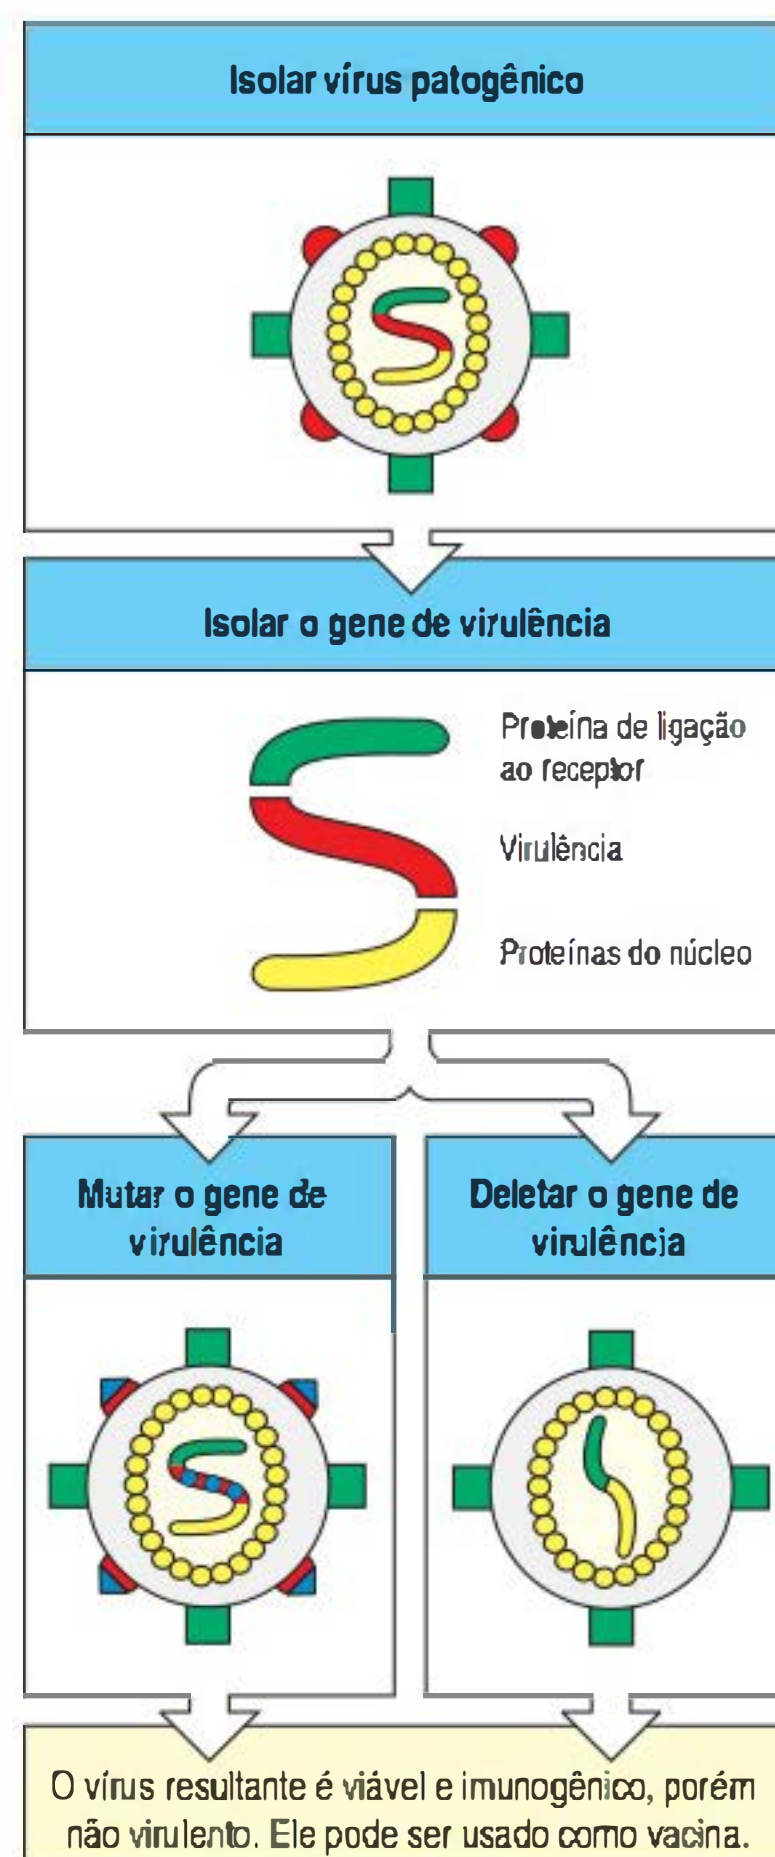 Isolar vírus patogênico
Isolar o gene de virulência
Proteína de ligação
ao receptor
Virulência
Proteínas do núcleo
Mutar o gene de
virulência
Deletar o gene de
virulência
O vírus resultante é viável e imunogênico, porém
não virulento. Ele pode ser usado como vacina.